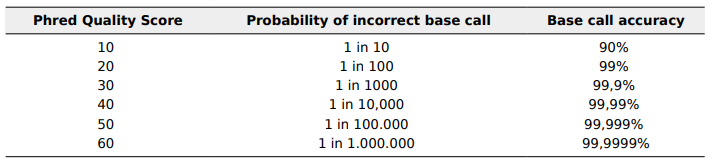 Phred Quality Score Probability of incorrect base call Base call accuracy
10 1 in 10 90%
20 1 in 100 99%
30 1 in 1000 99,9%
40 1 in 10,000 99,99%
50 1 in 100.000 99,999%
60 1 in 1.000.000 99,9999%